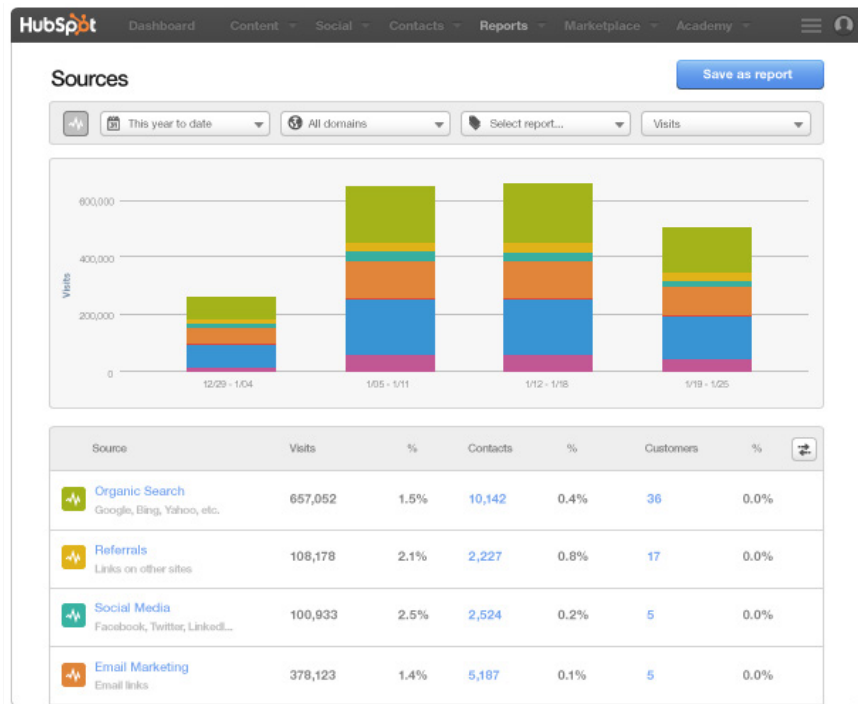 HubSpot Dashboard Content Social Contacts Reports Marketplace Academy
Sources
Save as report
31 This year to date All domains Select report... Visits
600,000
400,000
200,000
0
Visits
12/29 - 1/04 1/05 - 1/11 1/12 - 1/18 1/19 - 1/25
Source Visits % Contacts % Customers %
Organic Search
Google, Bing, Yahoo, etc.
657,052 1.5% 10,142 0.4% 36 0.0%
Referrals
Links on other sites
108,178 2.1% 2,227 0.8% 17 0.0%
Social Media
Facebook, Twitter, LinkedI...
100,933 2.5% 2,524 0.2% 5 0.0%
Email Marketing
Email links
378,123 1.4% 5,187 0.1% 5 0.0%